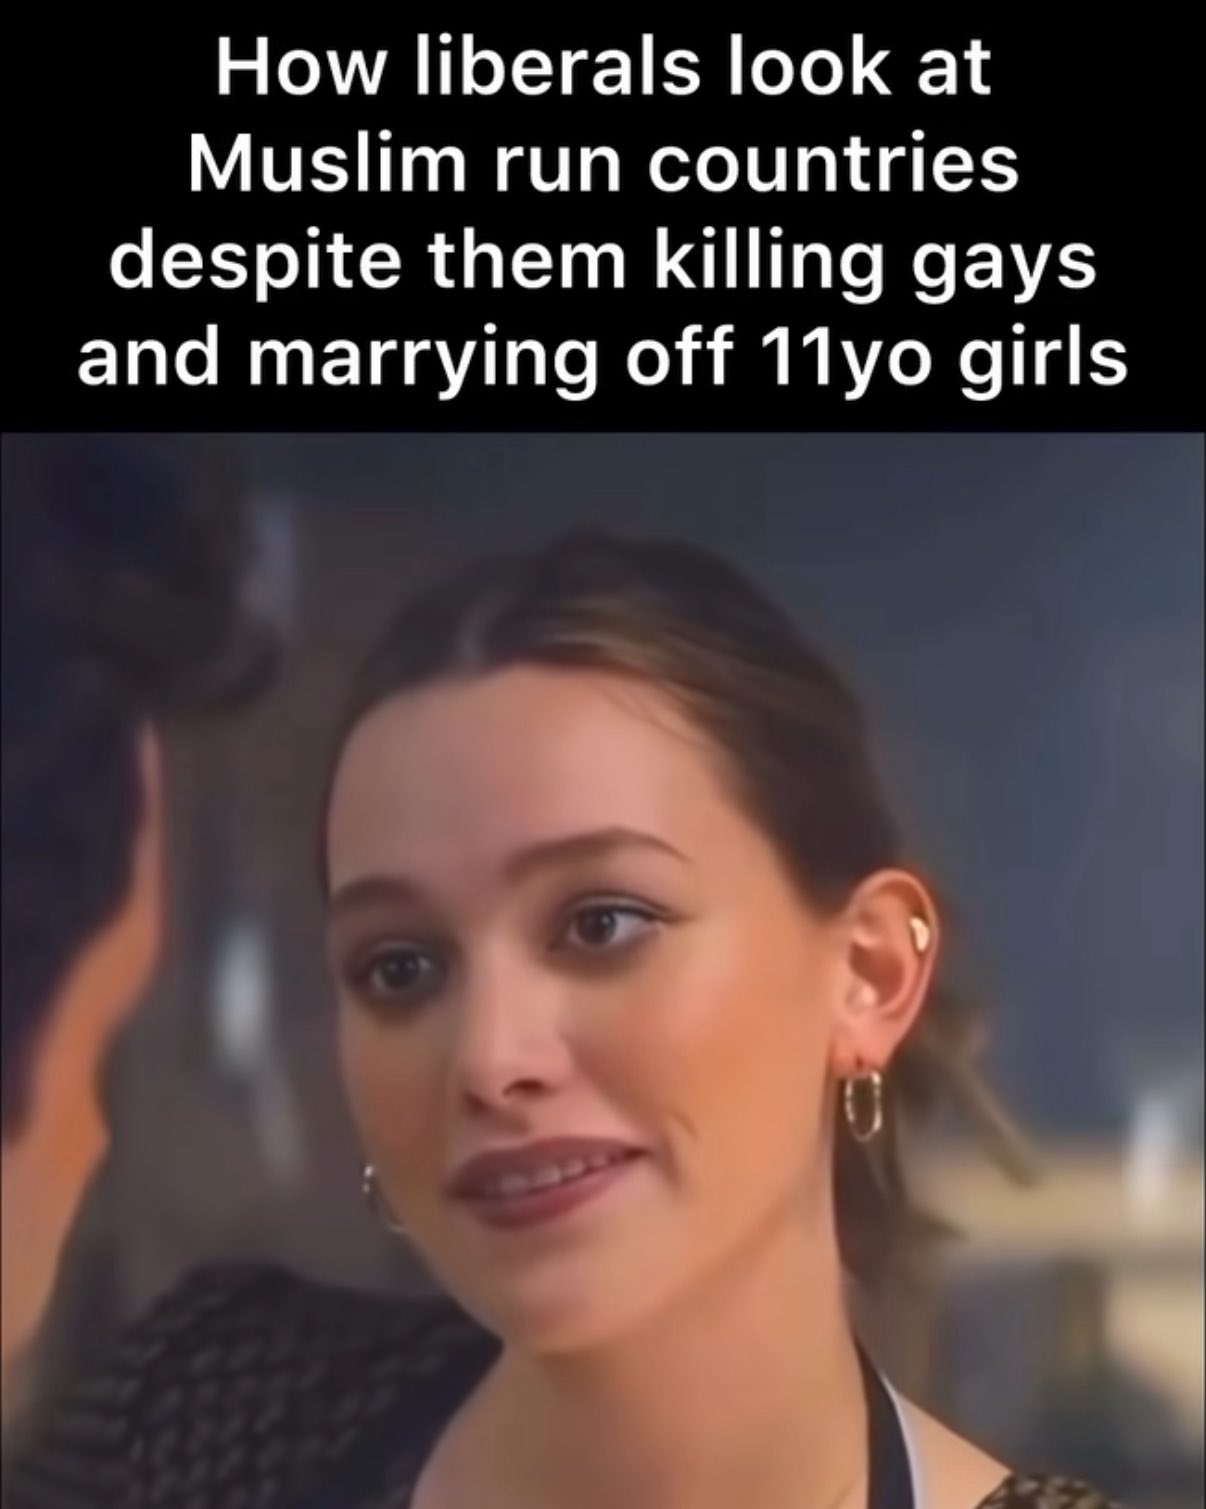 How liberals look at
Muslim run countries
despite them killing gays
and marrying off 11yo girls